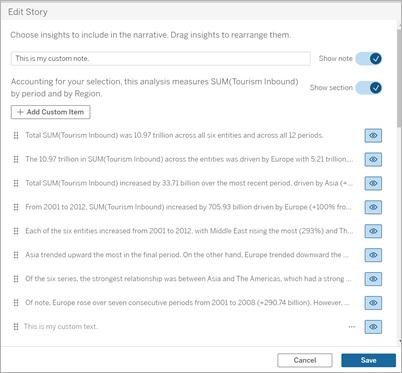 Edit Story
Choose insights to include in the narrative. Drag insights to rearrange them.
This is my custom note.
Show note
Accounting for your selection, this analysis measures SUM(Tourism Inbound)
by period and by Region.
Show section
+ Add Custom Item
Total SUM(Tourism Inbound) was 10.97 trillion across all six entities and across all 12 periods.
The 10.97 trillion in SUM(Tourism Inbound) across the entities was driven by Europe with 5.21 trillion,...
Total SUM(Tourism Inbound) increased by 33.71 billion over the most recent period, driven by Asia (+...
From 2001 to 2012, SUM(Tourism Inbound) increased by 705.93 billion driven by Europe (+100% fro...
Each of the six entities increased from 2001 to 2012, with Middle East rising the most (293%) and Th...
Asia trended upward the most in the final period. On the other hand, Europe trended downward the ...
Of the six series, the strongest relationship was between Asia and The Americas, which had a strong ...
Of note, Europe rose over seven consecutive periods from 2001 to 2008 (+290.74 billion). However, ...
This is my custom text.
...
Cancel
Save